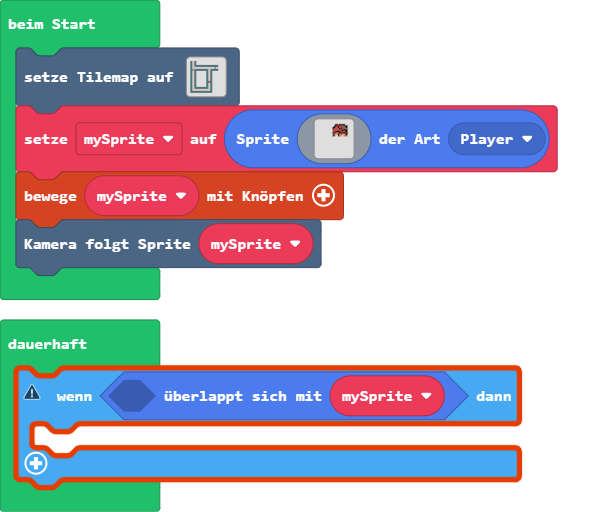 beim Start
setze Tilemap auf
setze mySprite auf Sprite der Art Player
bewege mySprite mit Knöpfen
Kamera folgt Sprite mySprite
dauerhaft
wenn überlappt sich mit mySprite dann